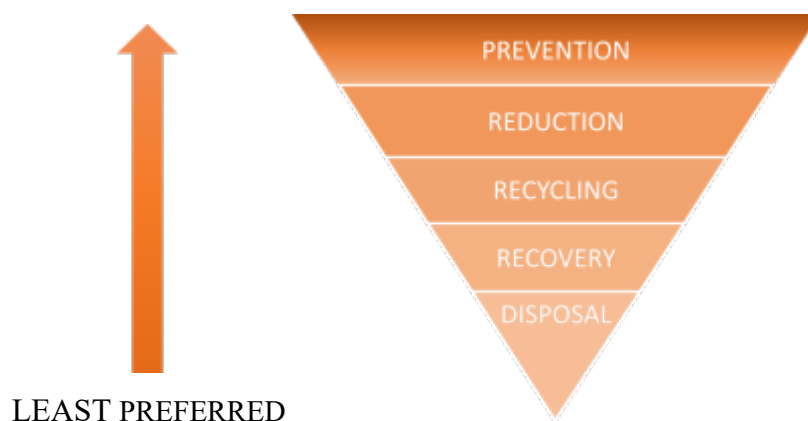 PREVENTION
REDUCTION
RECYCLING
RECOVERY
DISPOSAL
LEAST PREFERRED